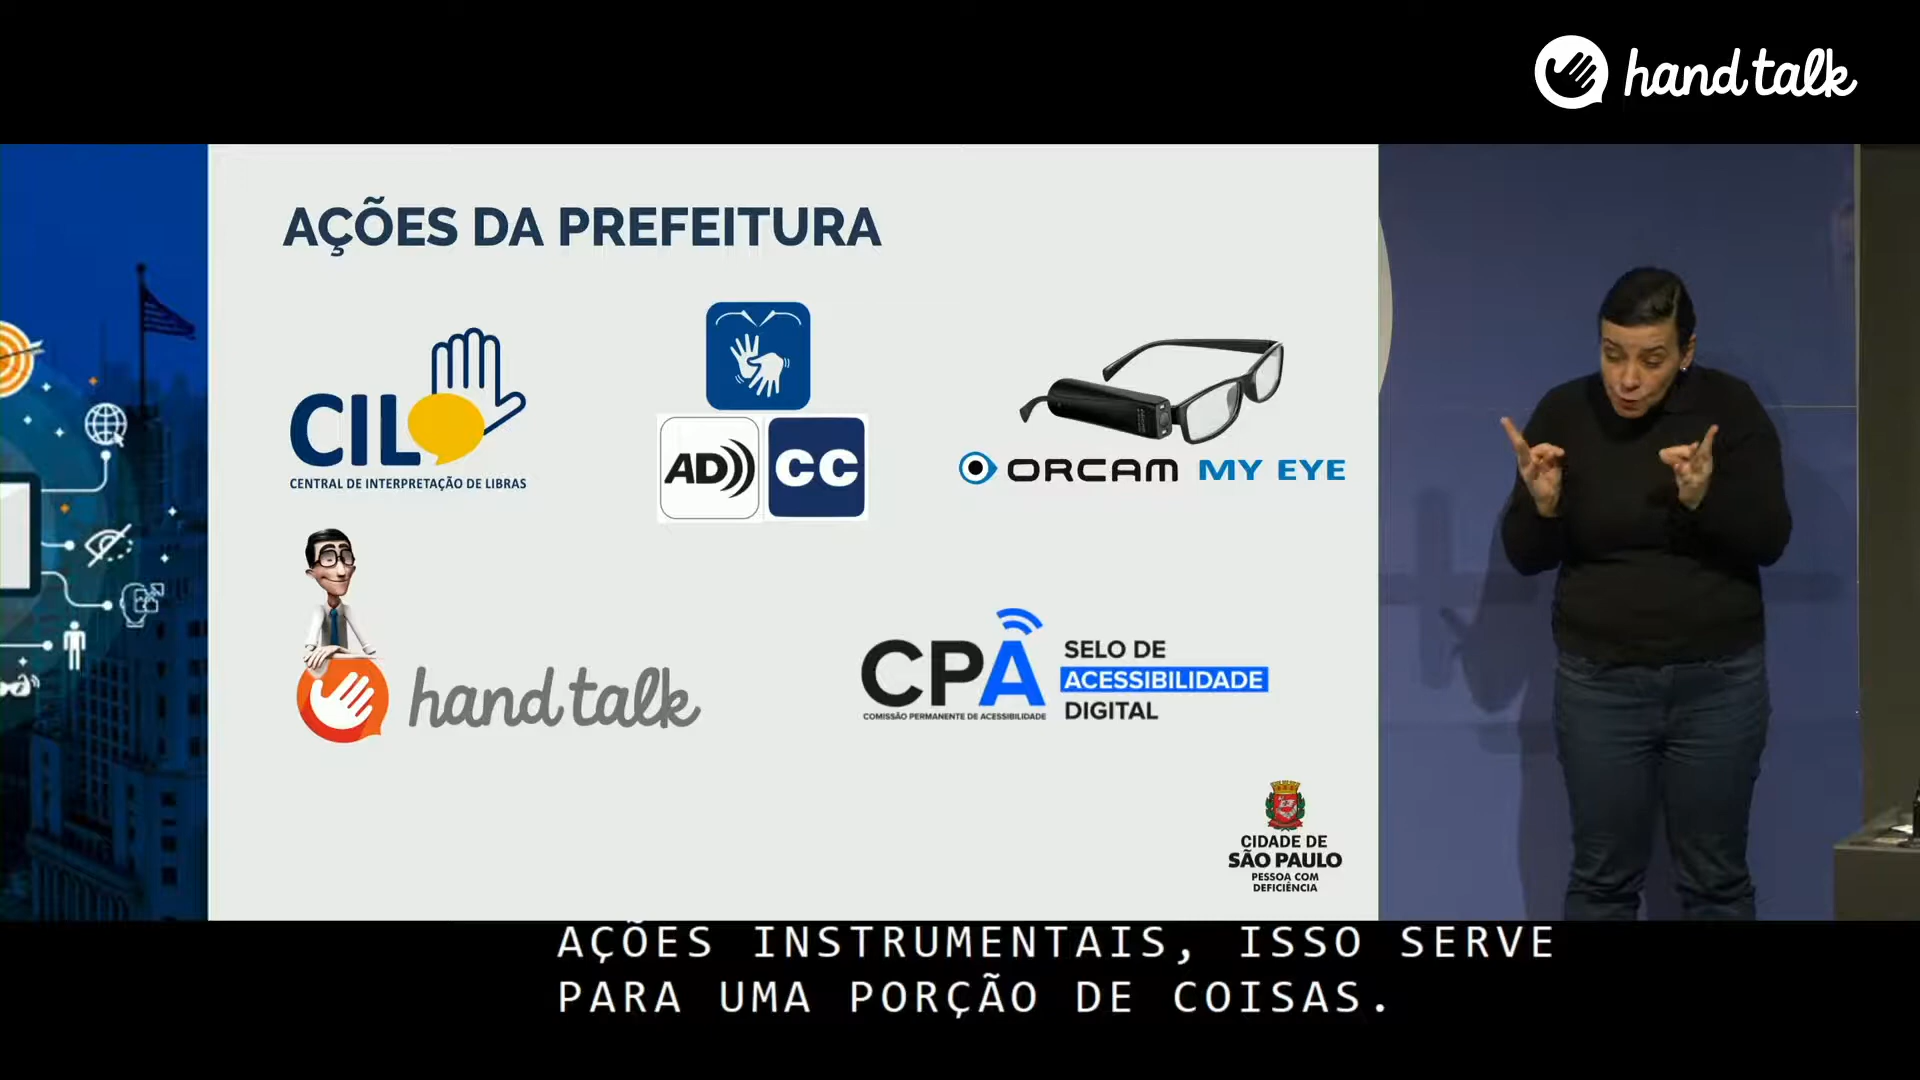 hand talk
AÇÕES DA PREFEITURA
CIL
CENTRAL DE INTERPRETAÇÃO DE LIBRAS
AD
CC
ORCAM MY EYE
hand talk
CPA
COMISSÃO PERMANENTE DE ACESSIBILIDADE
SELO DE
ACESSIBILIDADE
DIGITAL
CIDADE DE
SÃO PAULO
PESSOA COM
DEFICIÊNCIA
AÇÕES INSTRUMENTAIS, ISSO SERVE
PARA UMA PORÇÃO DE COISAS.